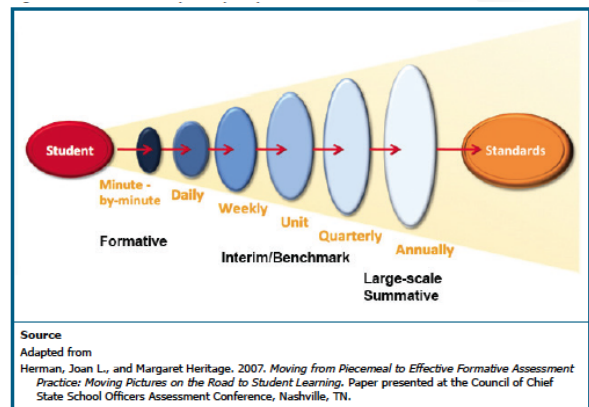 Student
Standards
Minute -
by-minute
Daily
Weekly
Unit
Quarterly
Annually
Formative
Interim/Benchmark
Large-scale
Summative
Source
Adapted from
Herman, Joan L., and Margaret Heritage. 2007. Moving from Piecemeal to Effective Formative Assessment
Practice: Moving Pictures on the Road to Student Learning. Paper presented at the Council of Chief
State School Officers Assessment Conference, Nashville, TN.